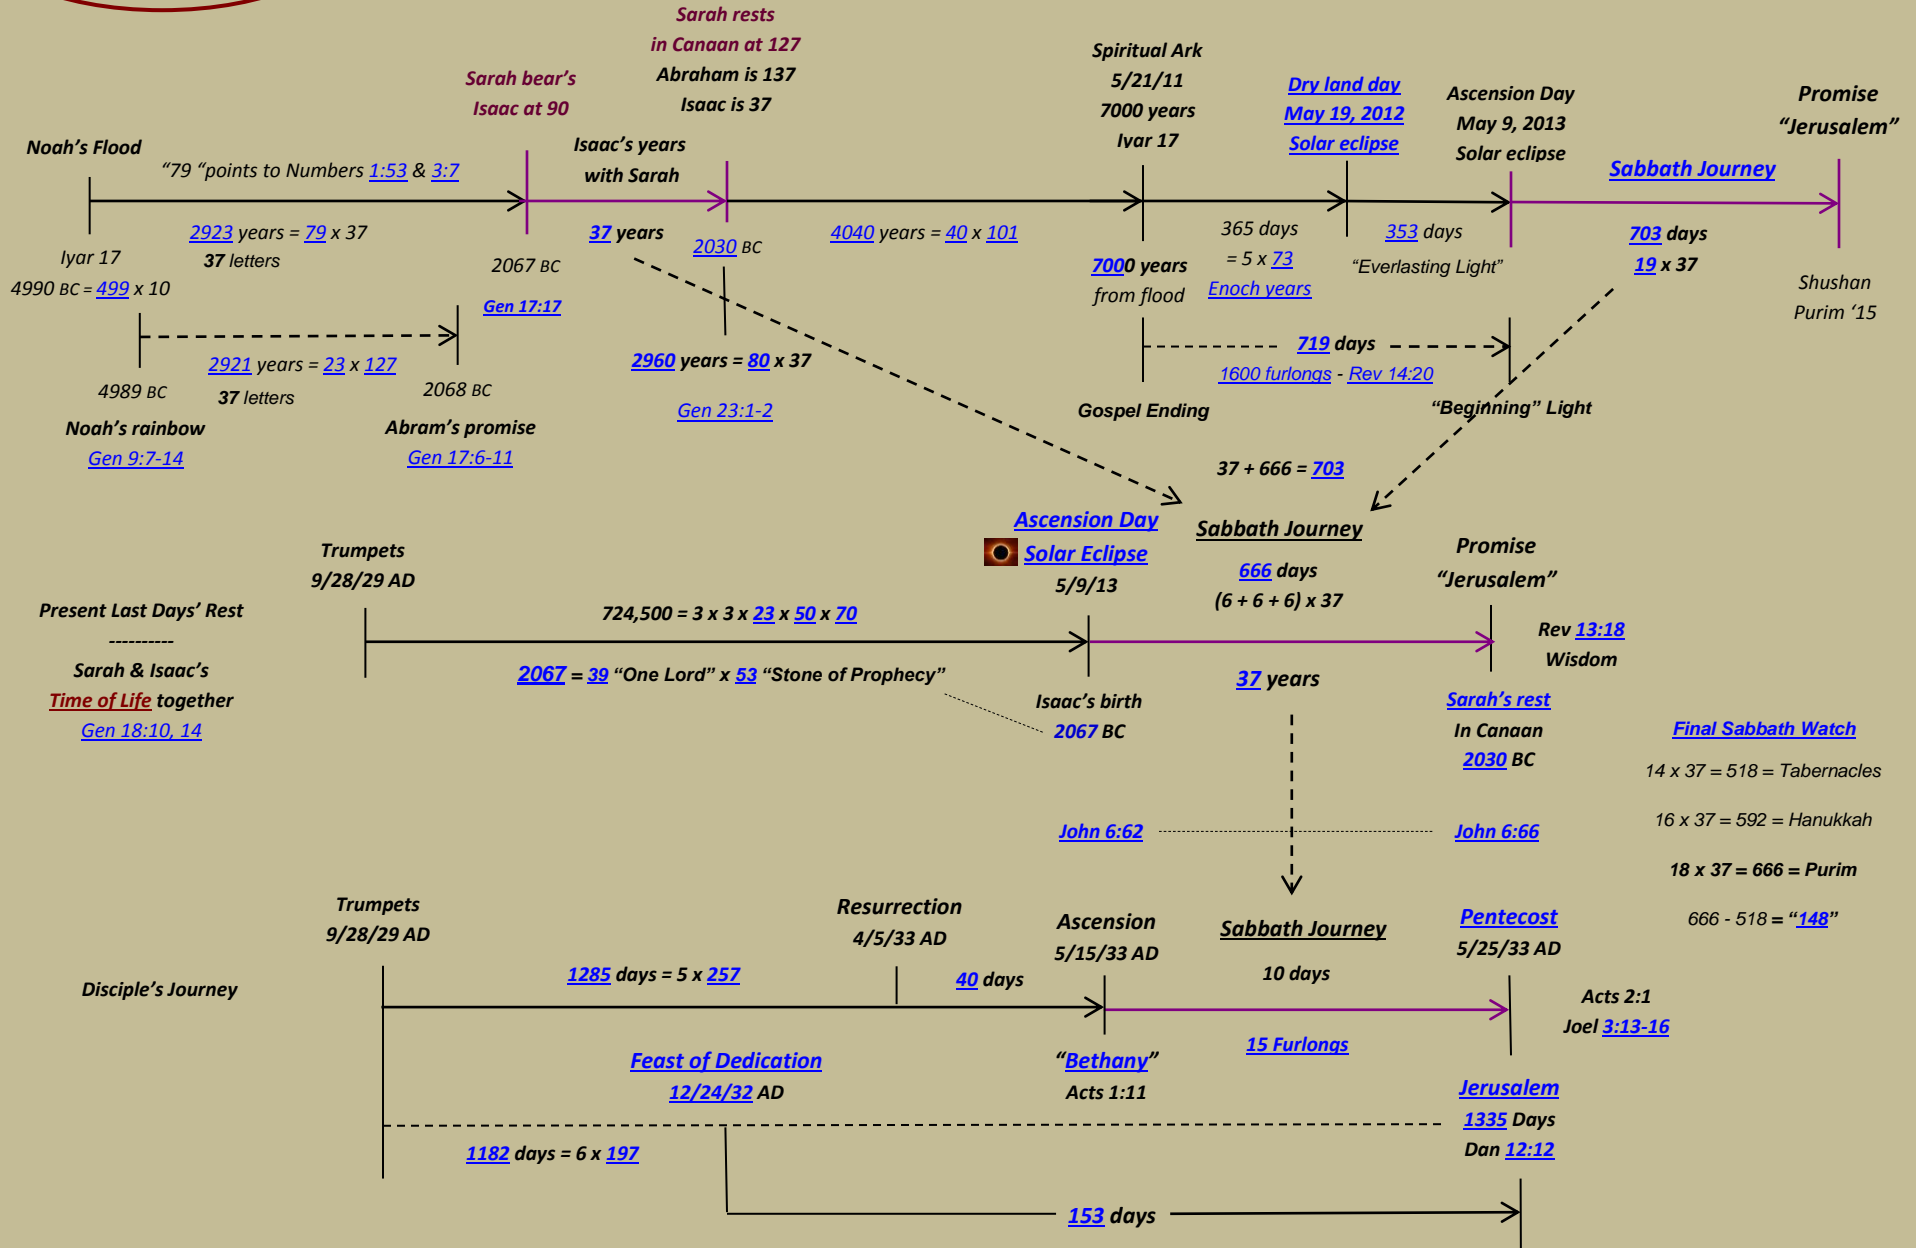 Sarah rests
in Canaan at 127
Abraham is 137
Isaac is 37
Sarah bear's
Isaac at 90
Spiritual Ark
5/21/11
7000 years
Iyar 17
Dry land day
May 19, 2012
Solar eclipse
Ascension Day
May 9, 2013
Solar eclipse
Promise
“Jerusalem”
Noah's Flood
“79 “points to Numbers 1:53 & 3:7
Isaac's years
with Sarah
Sabbath Journey
Iyar 17
4990 BC = 499 x 10
2923 years = 79 x 37
37 letters
2067 BC
Gen 17:17
37 years
2030 BC
4040 years = 40 x 101
7000 years
from flood
365 days
= 5 x 73
Enoch years
353 days
“Everlasting Light”
703 days
19 x 37
Shushan
Purim ‘15
4989 BC
Noah's rainbow
Gen 9:7-14
2921 years = 23 x 127
37 letters
2068 BC
Abram's promise
Gen 17:6-11
2960 years = 80 x 37
Gen 23:1-2
719 days
1600 furlongs - Rev 14:20
Gospel Ending
“Beginning” Light
37 + 666 = 703
Trumpets
9/28/29 AD
Ascension Day
Solar Eclipse
5/9/13
Sabbath Journey
666 days
(6 + 6 + 6) x 37
Promise
“Jerusalem”
Present Last Days' Rest
----------
Sarah & Isaac's
Time of Life together
Gen 18:10, 14
724,500 = 3 x 3 x 23 x 50 x 70
2067 = 39 “One Lord” x 53 “Stone of Prophecy”
Isaac's birth
2067 BC
37 years
Rev 13:18
Wisdom
Sarah's rest
In Canaan
2030 BC
Final Sabbath Watch
14 x 37 = 518 = Tabernacles
16 x 37 = 592 = Hanukkah
18 x 37 = 666 = Purim
666 - 518 = “148”
John 6:62
John 6:66
Trumpets
9/28/29 AD
Resurrection
4/5/33 AD
Ascension
5/15/33 AD
Sabbath Journey
10 days
Pentecost
5/25/33 AD
Disciple's Journey
1285 days = 5 x 257
40 days
Acts 2:1
Joel 3:13-16
Feast of Dedication
12/24/32 AD
“Bethany”
Acts 1:11
15 Furlongs
Jerusalem
1335 Days
Dan 12:12
1182 days = 6 x 197
153 days